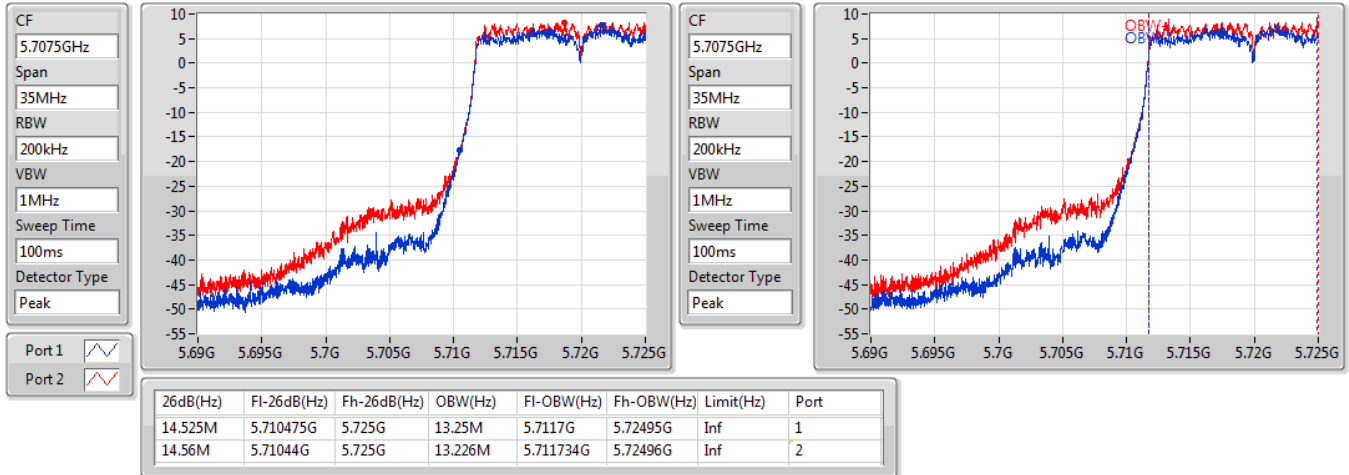 CF
5.7075GHz
Span
35MHz
RBW
200kHz
VBW
1MHz
Sweep Time
100ms
Detector Type
Peak
Port 1
Port 2
10
5
0
-5
-10
-15
-20
-25
-30
-35
-40
-45
-50
-55
5.69G 5.695G 5.7G 5.705G 5.71G 5.715G 5.72G 5.725G
CF
5.7075GHz
Span
35MHz
RBW
200kHz
VBW
1MHz
Sweep Time
100ms
Detector Type
Peak
10
5
0
-5
-10
-15
-20
-25
-30
-35
-40
-45
-50
-55
OBW
OBW
5.69G 5.695G 5.7G 5.705G 5.71G 5.715G 5.72G 5.725G
26dB(Hz) Fl-26dB(Hz) Fh-26dB(Hz) OBW(Hz) Fl-OBW(Hz) Fh-OBW(Hz) Limit(Hz) Port
14.525M 5.710475G 5.725G 13.25M 5.7117G 5.72495G Inf 1
14.56M 5.71044G 5.725G 13.226M 5.711734G 5.72496G Inf 2